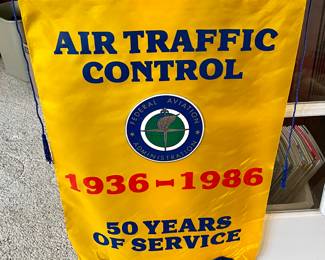 AIR TRAFFIC
CONTROL
FEDERAL AVIATION
ADMINISTRATION
1936-1986
50 YEARS
OF SERVICE